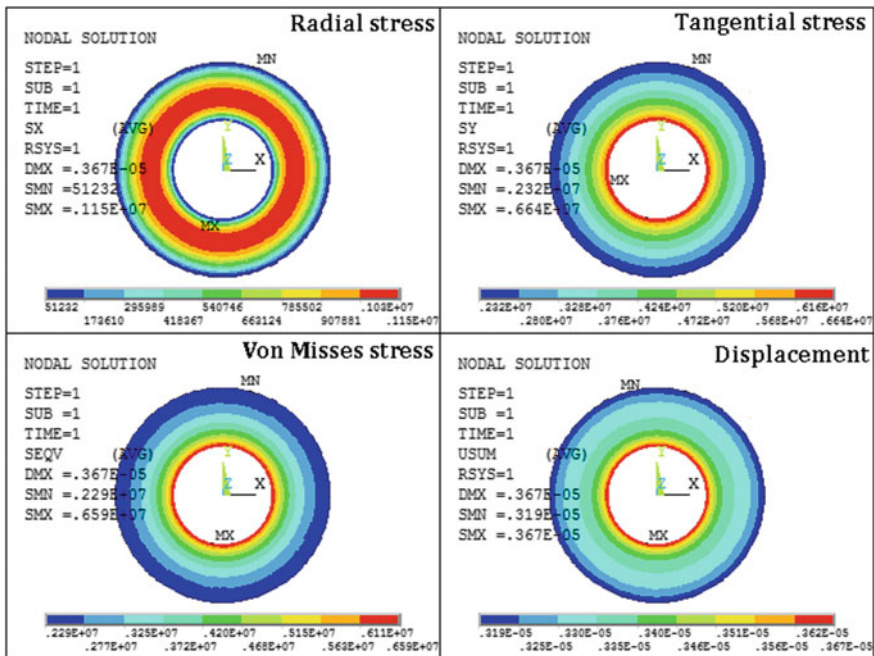 Radial stress
NODAL SOLUTION
MN
STEP=1
SUB =1
TIME=1
SX (AVG)
RSYS=1
DMX =.367E-05
SMN =51232
SMX =.115E+07
Y
Z
X
MX
51232 295989 540746 785502 .103E+07
173610 418367 663124 907881 .115E+07
Tangential stress
NODAL SOLUTION
MN
STEP=1
SUB =1
TIME=1
SY (AVG)
RSYS=1
DMX =.367E-05
SMN =.232E+07
SMX =.664E+07
Y
Z
X
MX
.232E+07 .328E+07 .424E+07 .520E+07 .616E+07
.280E+07 .376E+07 .472E+07 .568E+07 .664E+07
Von Misses stress
NODAL SOLUTION
MN
STEP=1
SUB =1
TIME=1
SEQV (AVG)
DMX =.367E-05
SMN =.229E+07
SMX =.659E+07
Y
Z
X
MX
.229E+07 .325E+07 .420E+07 .515E+07 .611E+07
.277E+07 .372E+07 .468E+07 .563E+07 .659E+07
Displacement
NODAL SOLUTION
MN
STEP=1
SUB =1
TIME=1
USUM (AVG)
RSYS=1
DMX =.367E-05
SMN =.319E-05
SMX =.367E-05
Y
Z
X
MX
.319E-05 .330E-05 .340E-05 .351E-05 .362E-05
.325E-05 .335E-05 .346E-05 .356E-05 .367E-05